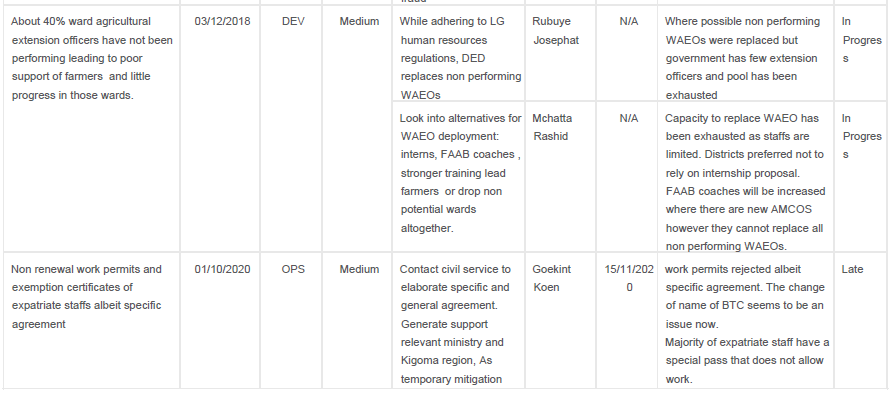 About 40% ward agricultural
extension officers have not been
performing leading to poor
support of farmers and little
progress in those wards.
03/12/2018
DEV
Medium
While adhering to LG
human resources
regulations, DED
replaces non performing
WAEOs
Rubuye
Josephat
N/A
Where possible non performing
WAEOs were replaced but
government has few extension
officers and pool has been
exhausted
In
Progres
s
Look into alternatives for
WAEO deployment:
interns, FAAB coaches ,
stronger training lead
farmers or drop non
potential wards
altogether.
Mchatta
Rashid
N/A
Capacity to replace WAEO has
been exhausted as staffs are
limited. Districts preferred not to
rely on internship proposal.
FAAB coaches will be increased
where there are new AMCOS
however they cannot replace all
non performing WAEOs.
In
Progres
s
Non renewal work permits and
exemption certificates of
expatriate staffs albeit specific
agreement
01/10/2020
OPS
Medium
Contact civil service to
elaborate specific and
general agreement.
Generate support
relevant ministry and
Kigoma region, As
temporary mitigation
Goekint
Koen
15/11/202
0
work permits rejected albeit
specific agreement. The change
of name of BTC seems to be an
issue now.
Majority of expatriate staff have a
special pass that does not allow
work.
Late